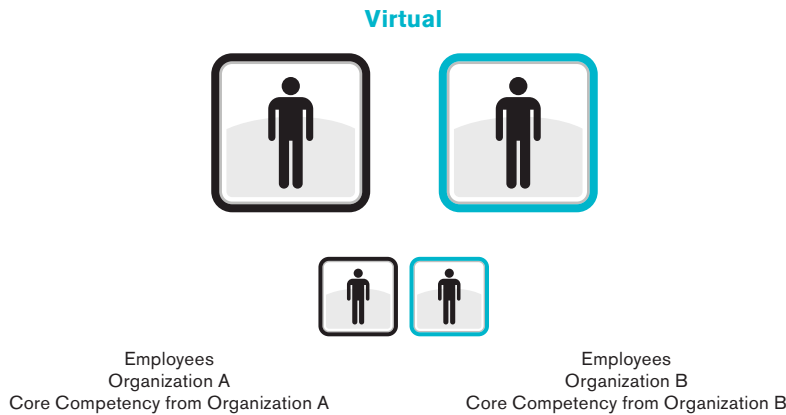 Virtual
Employees
Organization A
Core Competency from Organization A
Employees
Organization B
Core Competency from Organization B